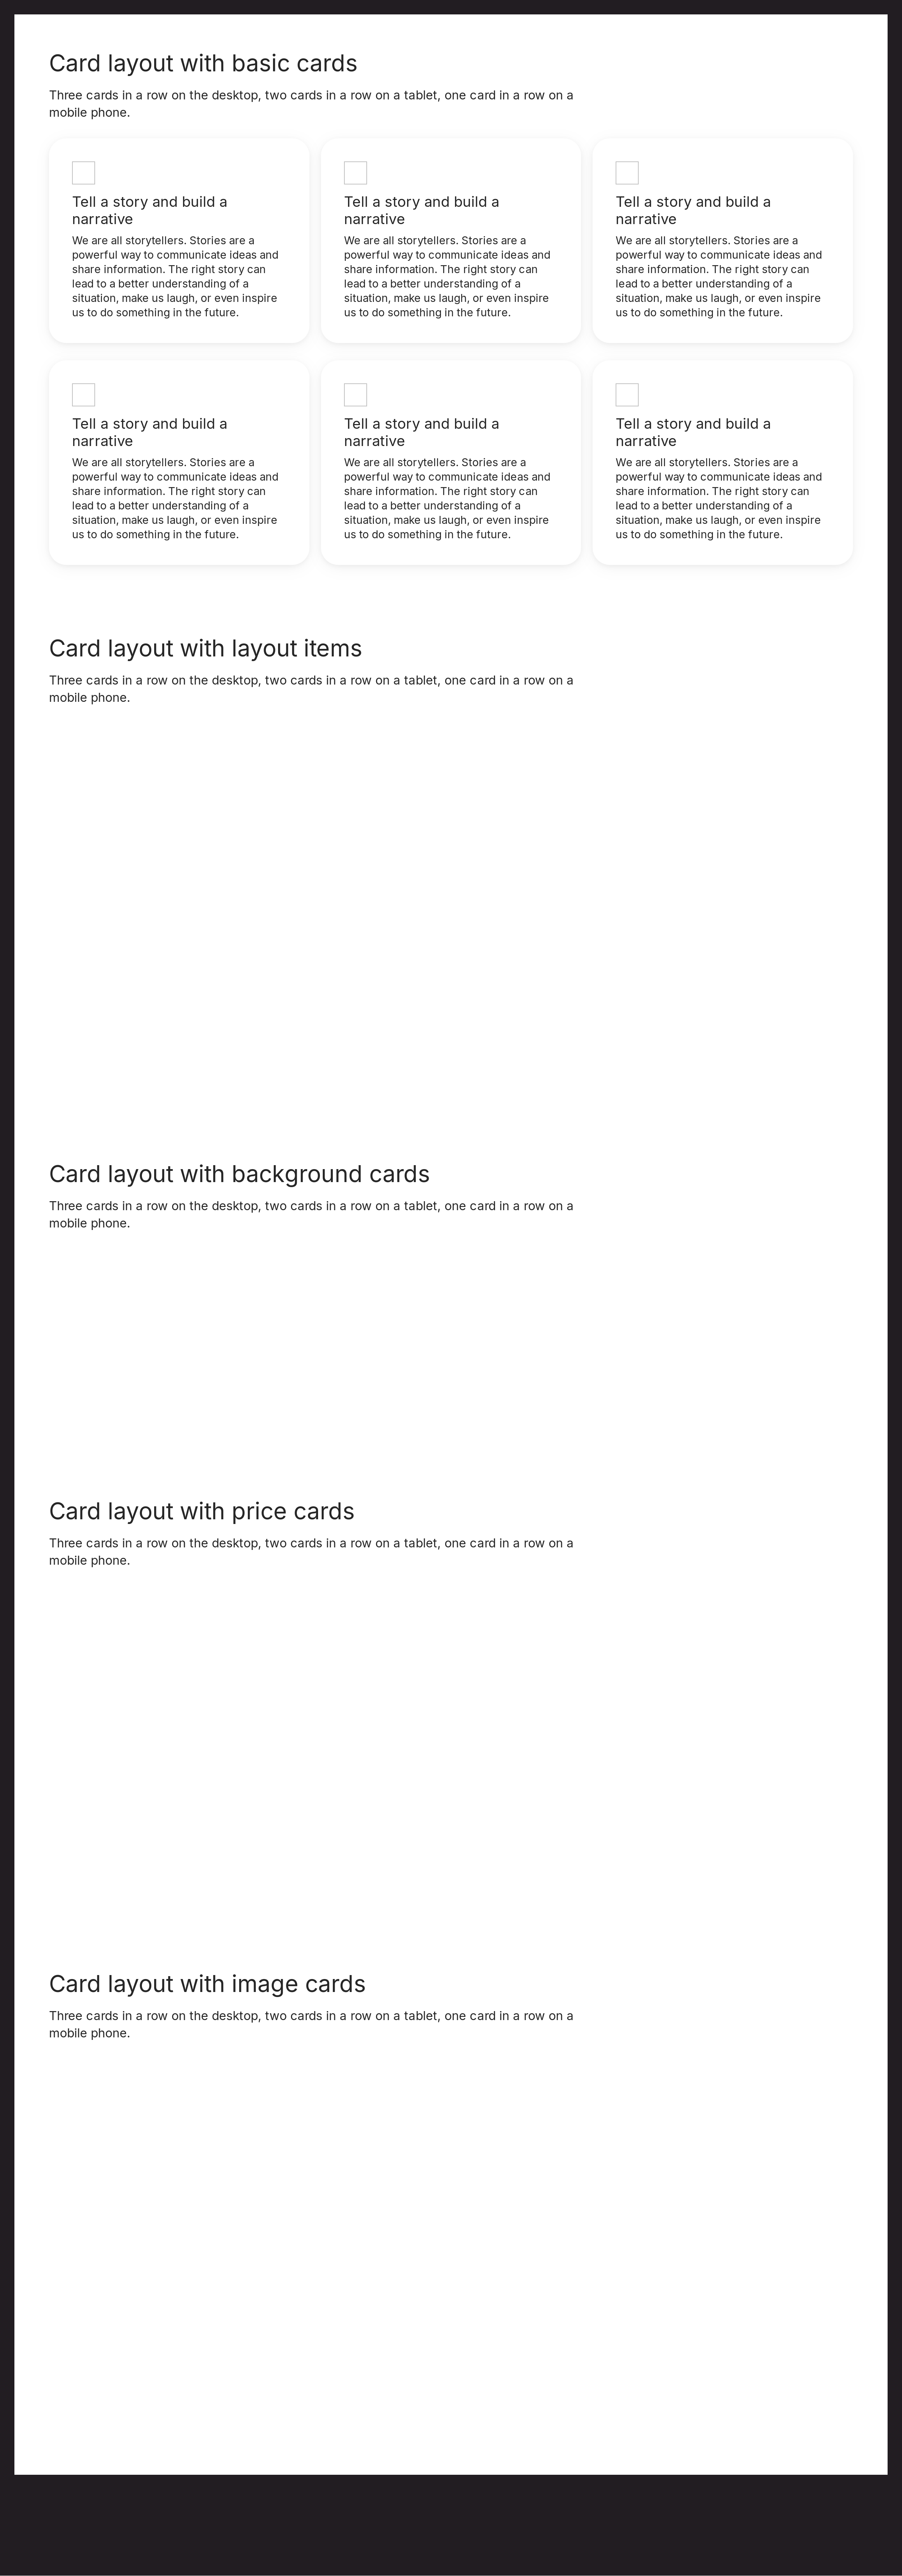 Card layout with basic cards
Three cards in a row on the desktop, two cards in a row on a tablet, one card in a row on a
mobile phone.
Tell a story and build a
narrative
We are all storytellers. Stories are a
powerful way to communicate ideas and
share information. The right story can
lead to a better understanding of a
situation, make us laugh, or even inspire
us to do something in the future.
Tell a story and build a
narrative
We are all storytellers. Stories are a
powerful way to communicate ideas and
share information. The right story can
lead to a better understanding of a
situation, make us laugh, or even inspire
us to do something in the future.
Tell a story and build a
narrative
We are all storytellers. Stories are a
powerful way to communicate ideas and
share information. The right story can
lead to a better understanding of a
situation, make us laugh, or even inspire
us to do something in the future.
Tell a story and build a
narrative
We are all storytellers. Stories are a
powerful way to communicate ideas and
share information. The right story can
lead to a better understanding of a
situation, make us laugh, or even inspire
us to do something in the future.
Tell a story and build a
narrative
We are all storytellers. Stories are a
powerful way to communicate ideas and
share information. The right story can
lead to a better understanding of a
situation, make us laugh, or even inspire
us to do something in the future.
Tell a story and build a
narrative
We are all storytellers. Stories are a
powerful way to communicate ideas and
share information. The right story can
lead to a better understanding of a
situation, make us laugh, or even inspire
us to do something in the future.
Card layout with layout items
Three cards in a row on the desktop, two cards in a row on a tablet, one card in a row on a
mobile phone.
Card layout with background cards
Three cards in a row on the desktop, two cards in a row on a tablet, one card in a row on a
mobile phone.
Card layout with price cards
Three cards in a row on the desktop, two cards in a row on a tablet, one card in a row on a
mobile phone.
Card layout with image cards
Three cards in a row on the desktop, two cards in a row on a tablet, one card in a row on a
mobile phone.